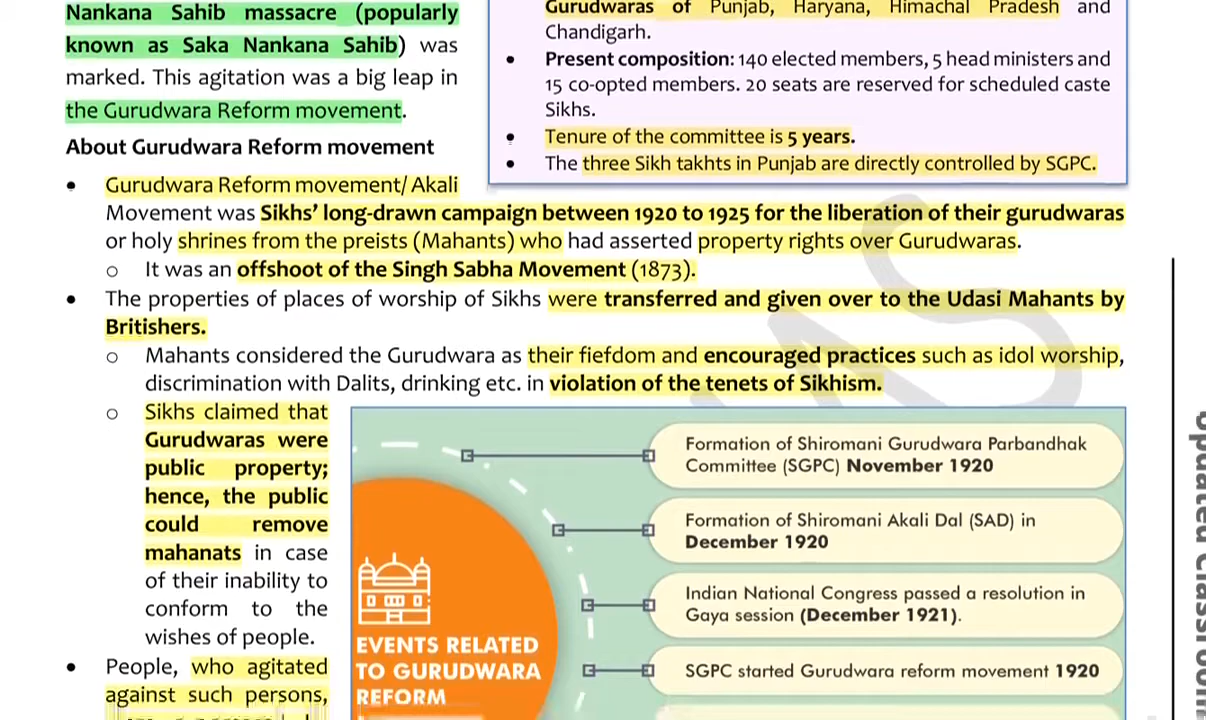 Nankana Sahib massacre (popularly
known as Saka Nankana Sahib) was
marked. This agitation was a big leap in
the Gurudwara Reform movement.
Gurudwaras of Punjab, Haryana, Himachal Pradesh and
Chandigarh.
• Present composition: 140 elected members, 5 head ministers and
15 co-opted members. 20 seats are reserved for scheduled caste
Sikhs.
• Tenure of the committee is 5 years.
• The three Sikh takhts in Punjab are directly controlled by SGPC.
About Gurudwara Reform movement
• Gurudwara Reform movement/ Akali
Movement was Sikhs' long-drawn campaign between 1920 to 1925 for the liberation of their gurudwaras
or holy shrines from the preists (Mahants) who had asserted property rights over Gurudwaras.
o It was an offshoot of the Singh Sabha Movement (1873).
• The properties of places of worship of Sikhs were transferred and given over to the Udasi Mahants by
Britishers.
o Mahants considered the Gurudwara as their fiefdom and encouraged practices such as idol worship,
discrimination with Dalits, drinking etc. in violation of the tenets of Sikhism.
o Sikhs claimed that
Gurudwaras were
public property;
hence, the public
could remove
mahanats in case
of their inability to
conform to the
wishes of people.
• People, who agitated
against such persons,
EVENTS RELATED
TO GURUDWARA
REFORM
Formation of Shiromani Gurudwara Parbandhak
Committee (SGPC) November 1920
Formation of Shiromani Akali Dal (SAD) in
December 1920
Indian National Congress passed a resolution in
Gaya session (December 1921).
SGPC started Gurudwara reform movement 1920